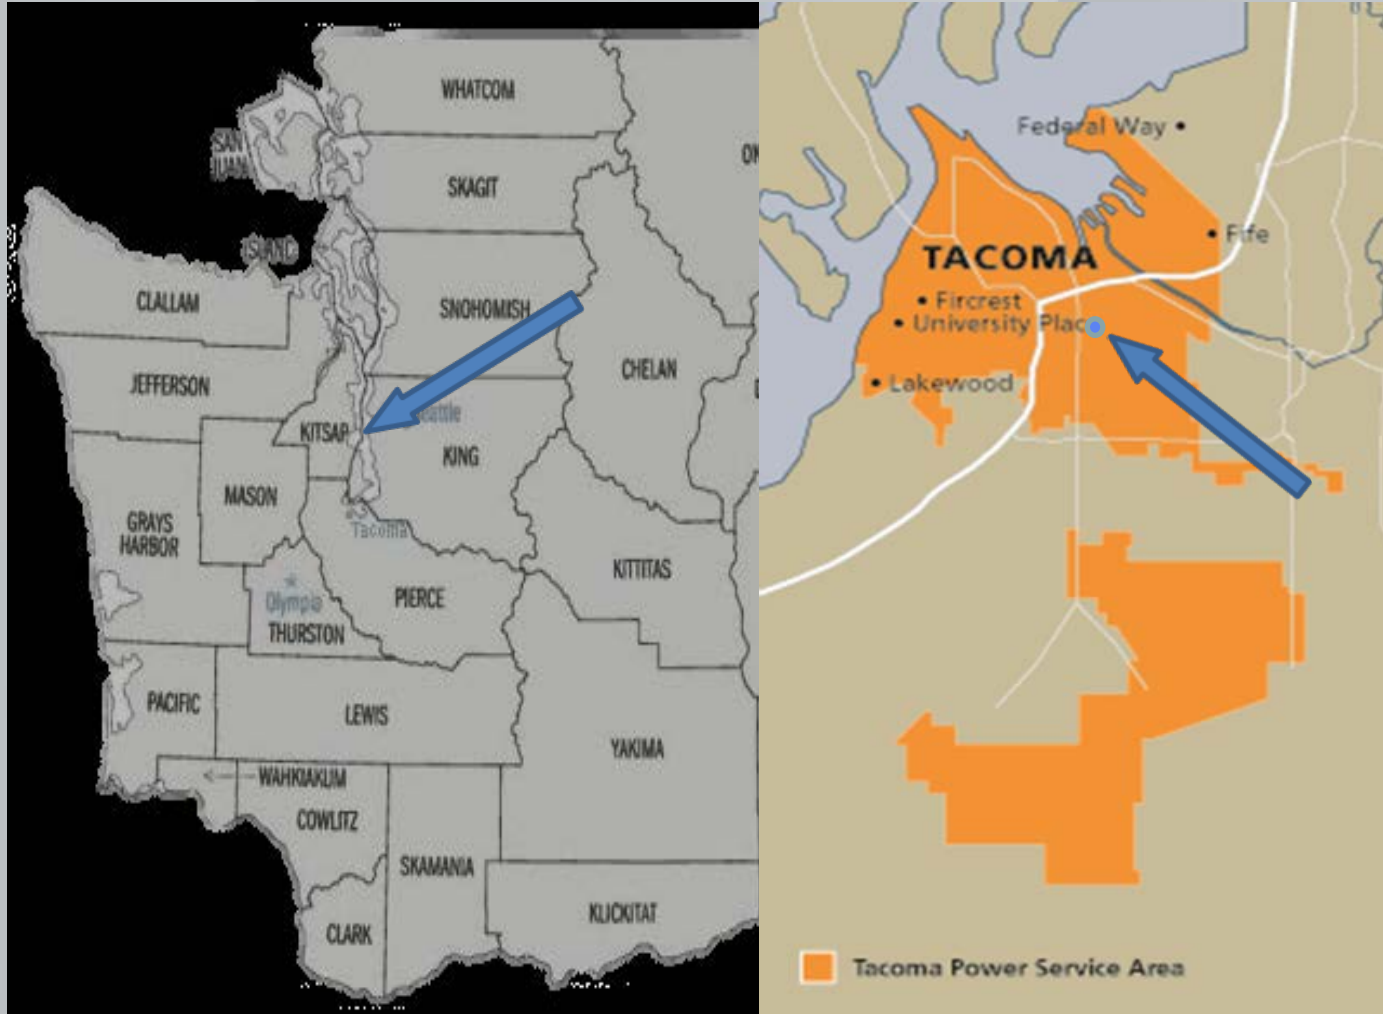 WHATCOM
SAN
JUAN
SKAGIT
ISLAND
CLALLAM
SNOHOMISH
JEFFERSON
CHELAN
Seattle
KITSAP
KING
MASON
GRAYS
HARBOR
Tacoma
KITTITAS
Olympia
PIERCE
THURSTON
PACIFIC
LEWIS
YAKIMA
WAHKIAKUM
COWLITZ
SKAMANIA
CLARK
KLICKITAT
Federal Way
Fife
TACOMA
Fircrest
University Place
Lakewood
Tacoma Power Service Area